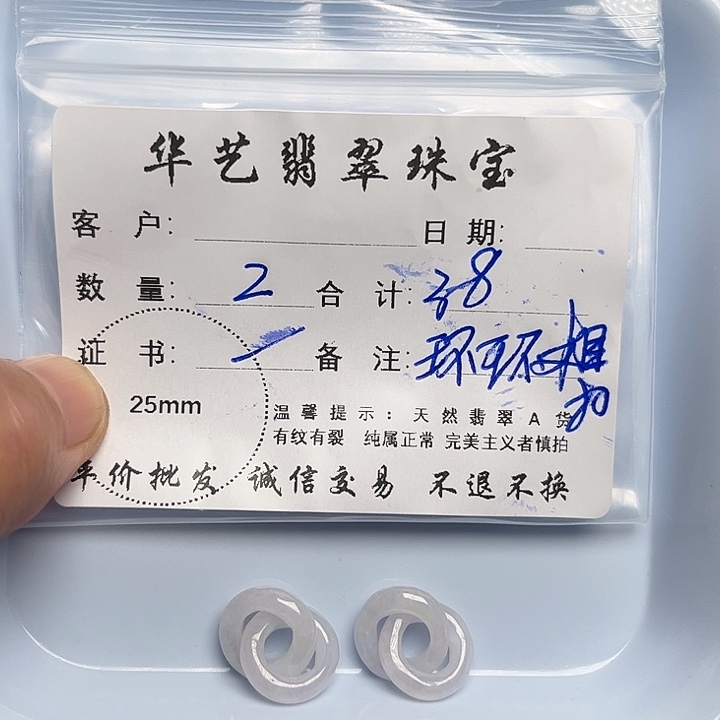 华艺翡翠珠宝
客 户： 日 期：
数 量： 2 合 计： 38
证 书： 备 注： 环环相扣
25mm
温馨提示：天然翡翠A货
有纹有裂 纯属正常 完美主义者慎拍
平价批发 诚信交易 不退不换